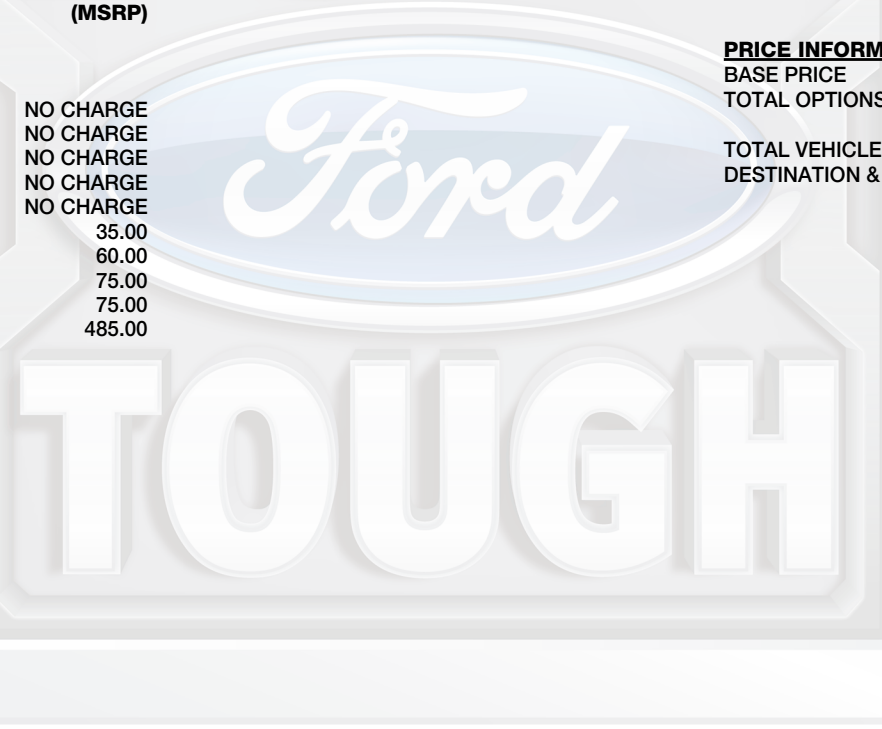 (MSRP)
NO CHARGE
NO CHARGE
NO CHARGE
NO CHARGE
NO CHARGE
35.00
60.00
75.00
75.00
485.00
PRICE INFORM
BASE PRICE
TOTAL OPTIONS
TOTAL VEHICLE
DESTINATION &
Ford
TOUGH